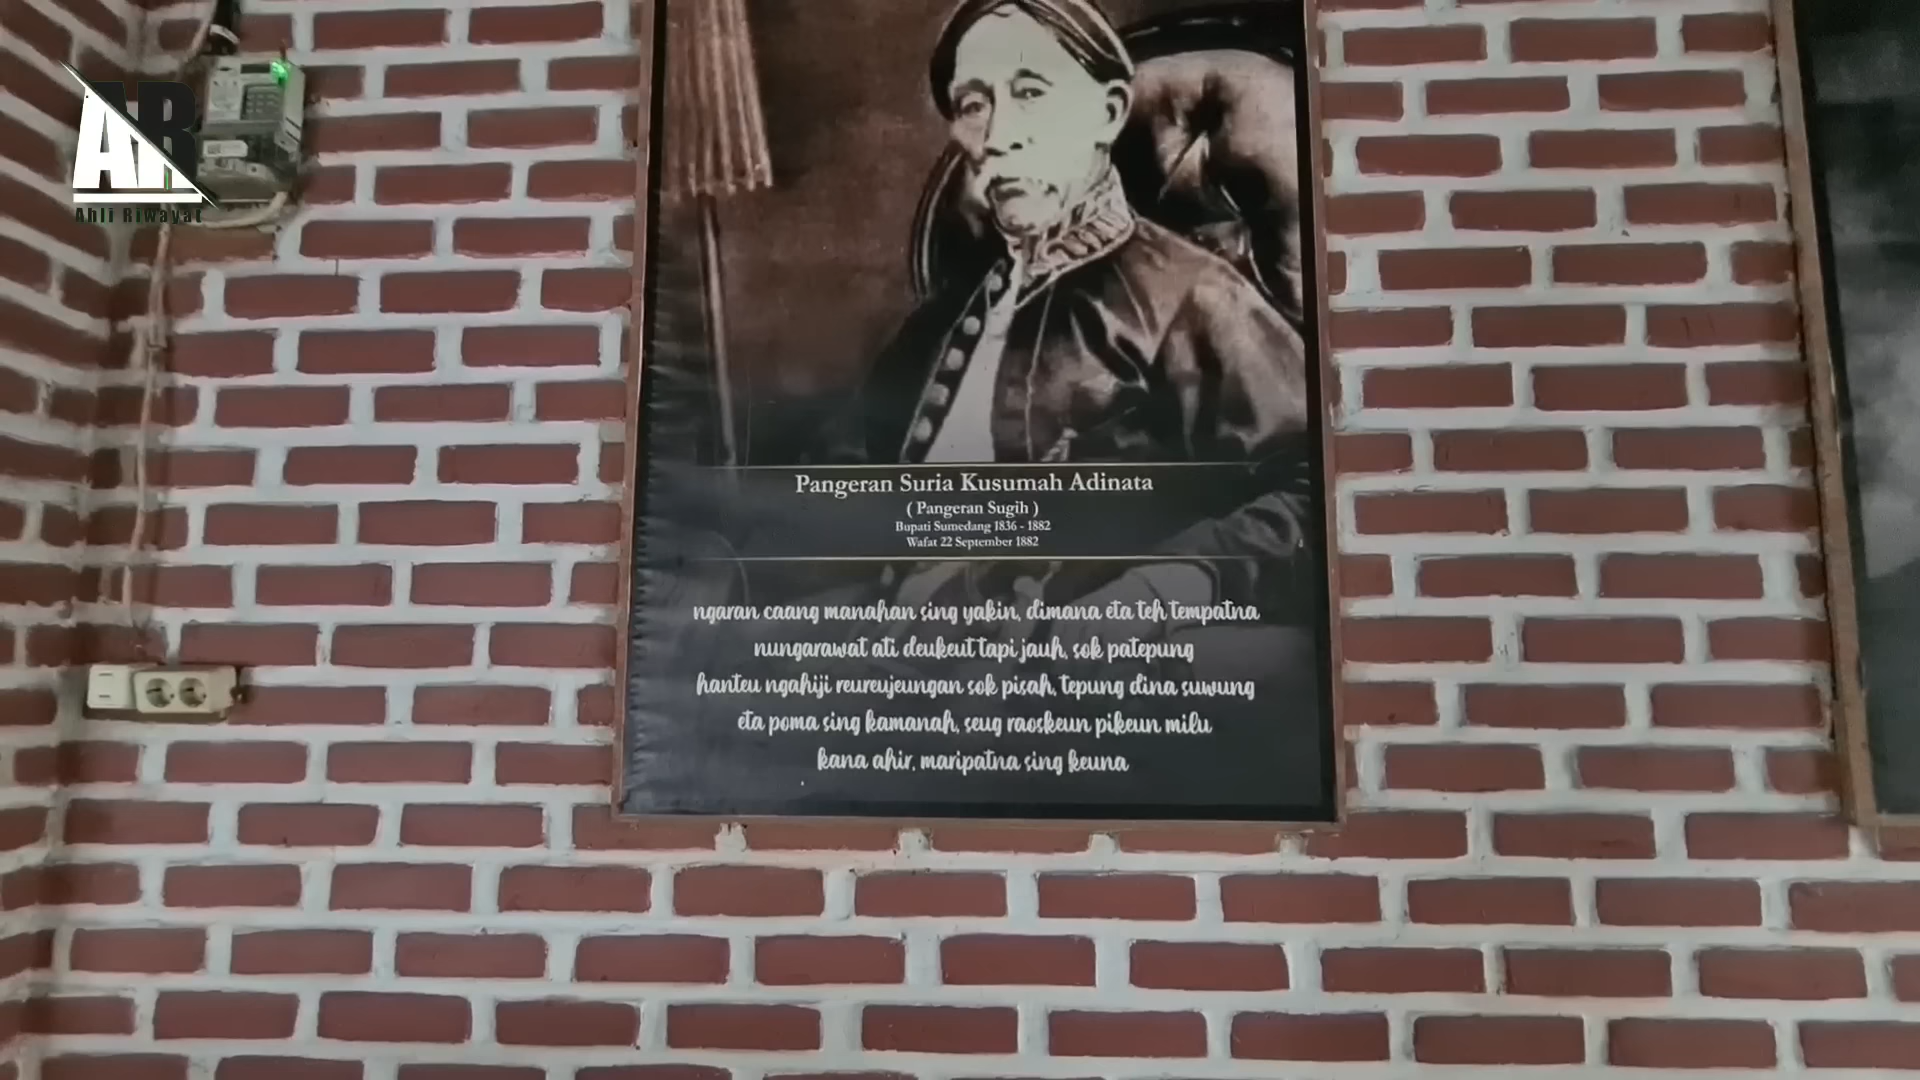 AR
Ahli Riwayat
Pangeran Suria Kusumah Adinata
( Pangeran Sugih )
Bupati Sumedang 1836 - 1882
Wafat 22 September 1882
ngaran caang manahan sing yakin, dimana eta teh tempatna
nungarawat ati deukeut tapi jauh, sok patepung
hanteu ngahiji reureujeungan sok pisah, tepung dina suwung
eta poma sing kamanah, seug raoskeun pikeun milu
kana ahir, maripatna sing keuna